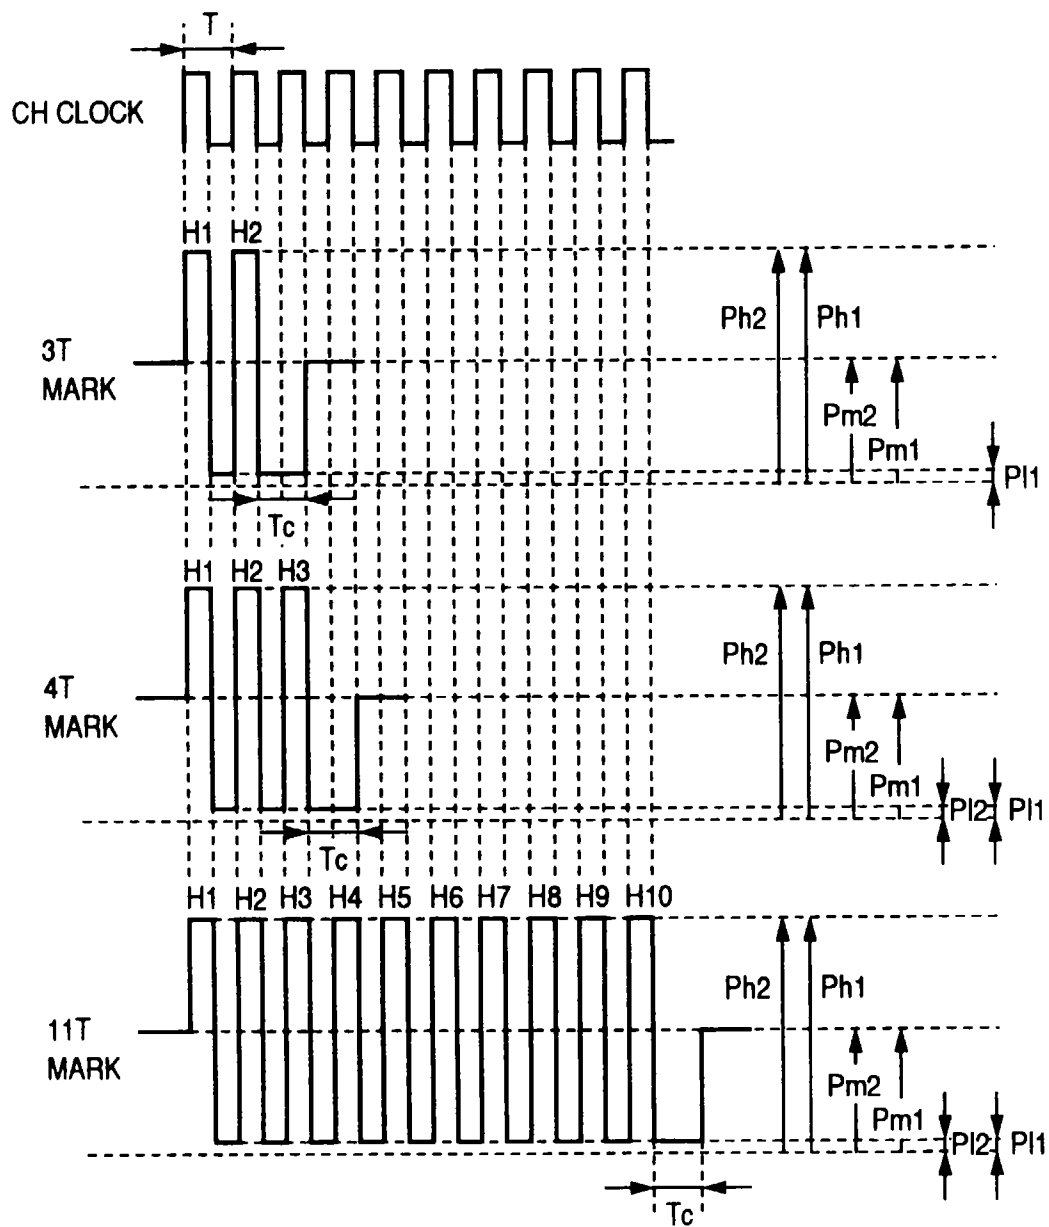 T
CH CLOCK
H1 H2
3T
MARK
Ph2 Ph1
Pm2
Pm1
Pl1
Tc
H1 H2 H3
4T
MARK
Ph2 Ph1
Pm2
Pm1
Pl2 Pl1
Tc
H1 H2 H3 H4 H5 H6 H7 H8 H9 H10
11T
MARK
Ph2 Ph1
Pm2
Pm1
Pl2 Pl1
Tc